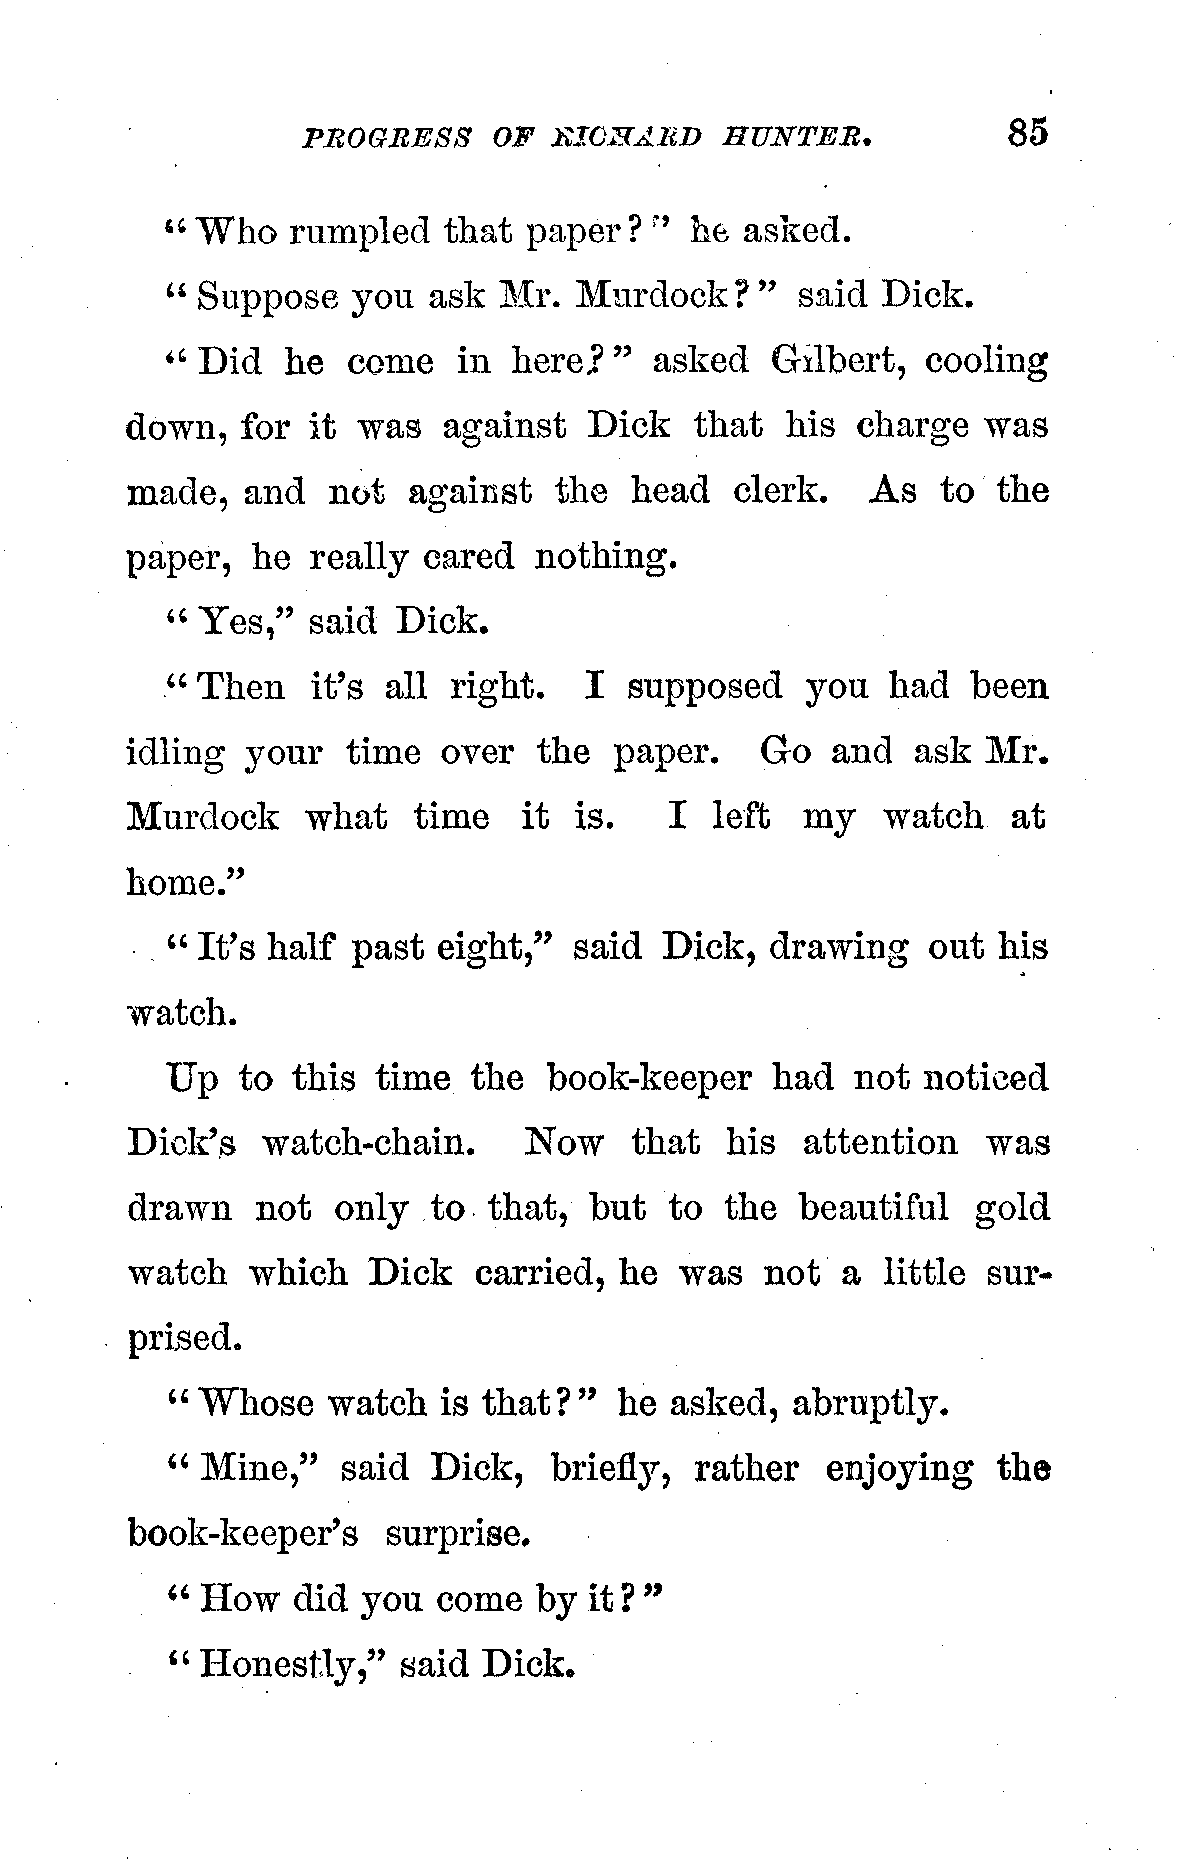 PROGRESS OF RICHARD HUNTER. 85
"Who rumpled that paper?" he asked.
"Suppose you ask Mr. Murdock?" said Dick.
"Did he come in here?" asked Gilbert, cooling
down, for it was against Dick that his charge was
made, and not against the head clerk. As to the
paper, he really cared nothing.
"Yes," said Dick.
"Then it's all right. I supposed you had been
idling your time over the paper. Go and ask Mr.
Murdock what time it is. I left my watch at
home."
"It's half past eight," said Dick, drawing out his
watch.
Up to this time the book-keeper had not noticed
Dick's watch-chain. Now that his attention was
drawn not only to that, but to the beautiful gold
watch which Dick carried, he was not a little sur-
prised.
"Whose watch is that?" he asked, abruptly.
"Mine," said Dick, briefly, rather enjoying the
book-keeper's surprise.
"How did you come by it?"
"Honestly," said Dick.